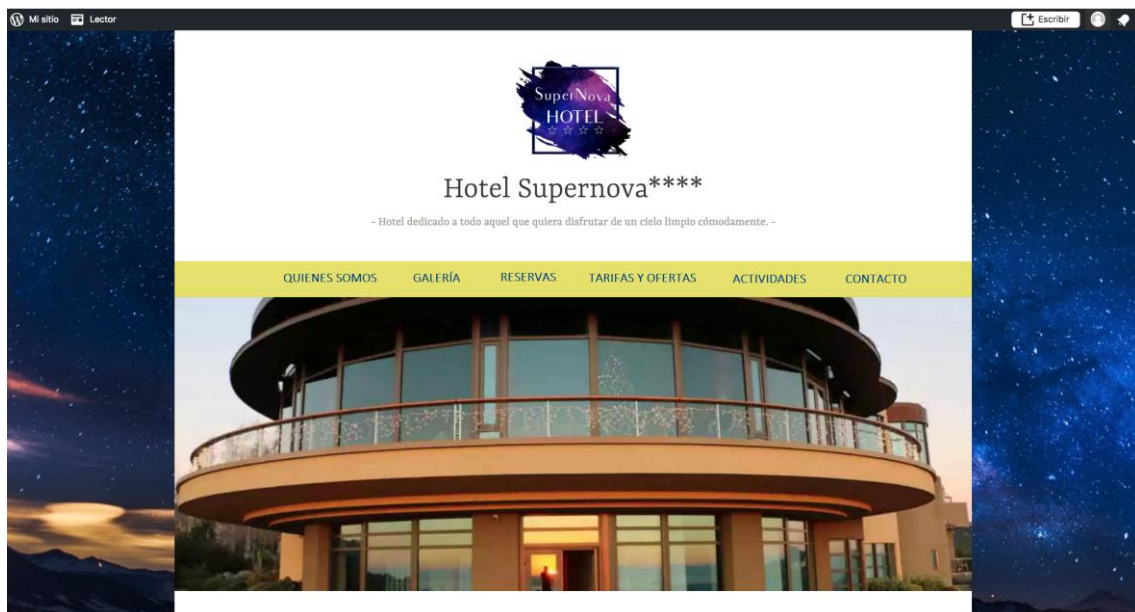 Mi sitio Lector Escribir
SuperNova
HOTEL
Hotel Supernova****
- Hotel dedicado a todo aquel que quiera disfrutar de un cielo limpio cómodamente. -
QUIENES SOMOS GALERÍA RESERVAS TARIFAS Y OFERTAS ACTIVIDADES CONTACTO